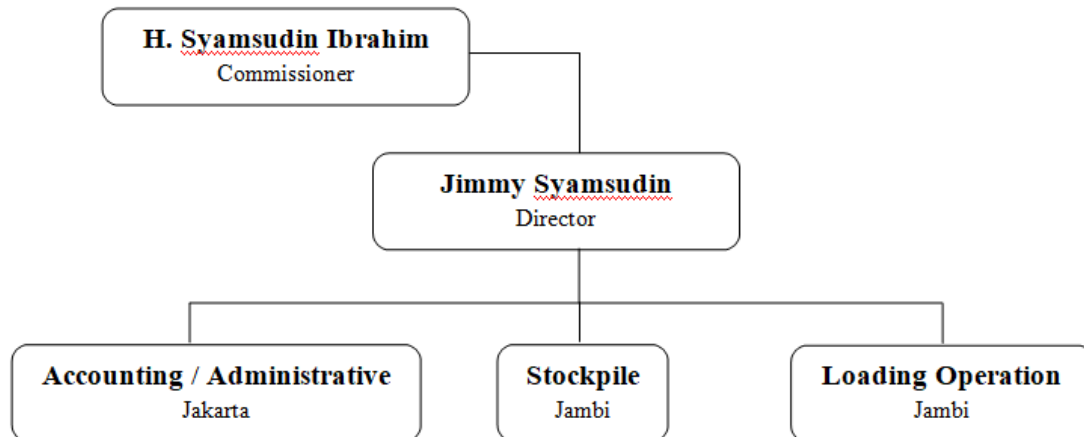 H. Syamsudin Ibrahim
Commissioner
Jimmy Syamsudin
Director
Accounting / Administrative
Jakarta
Stockpile
Jambi
Loading Operation
Jambi